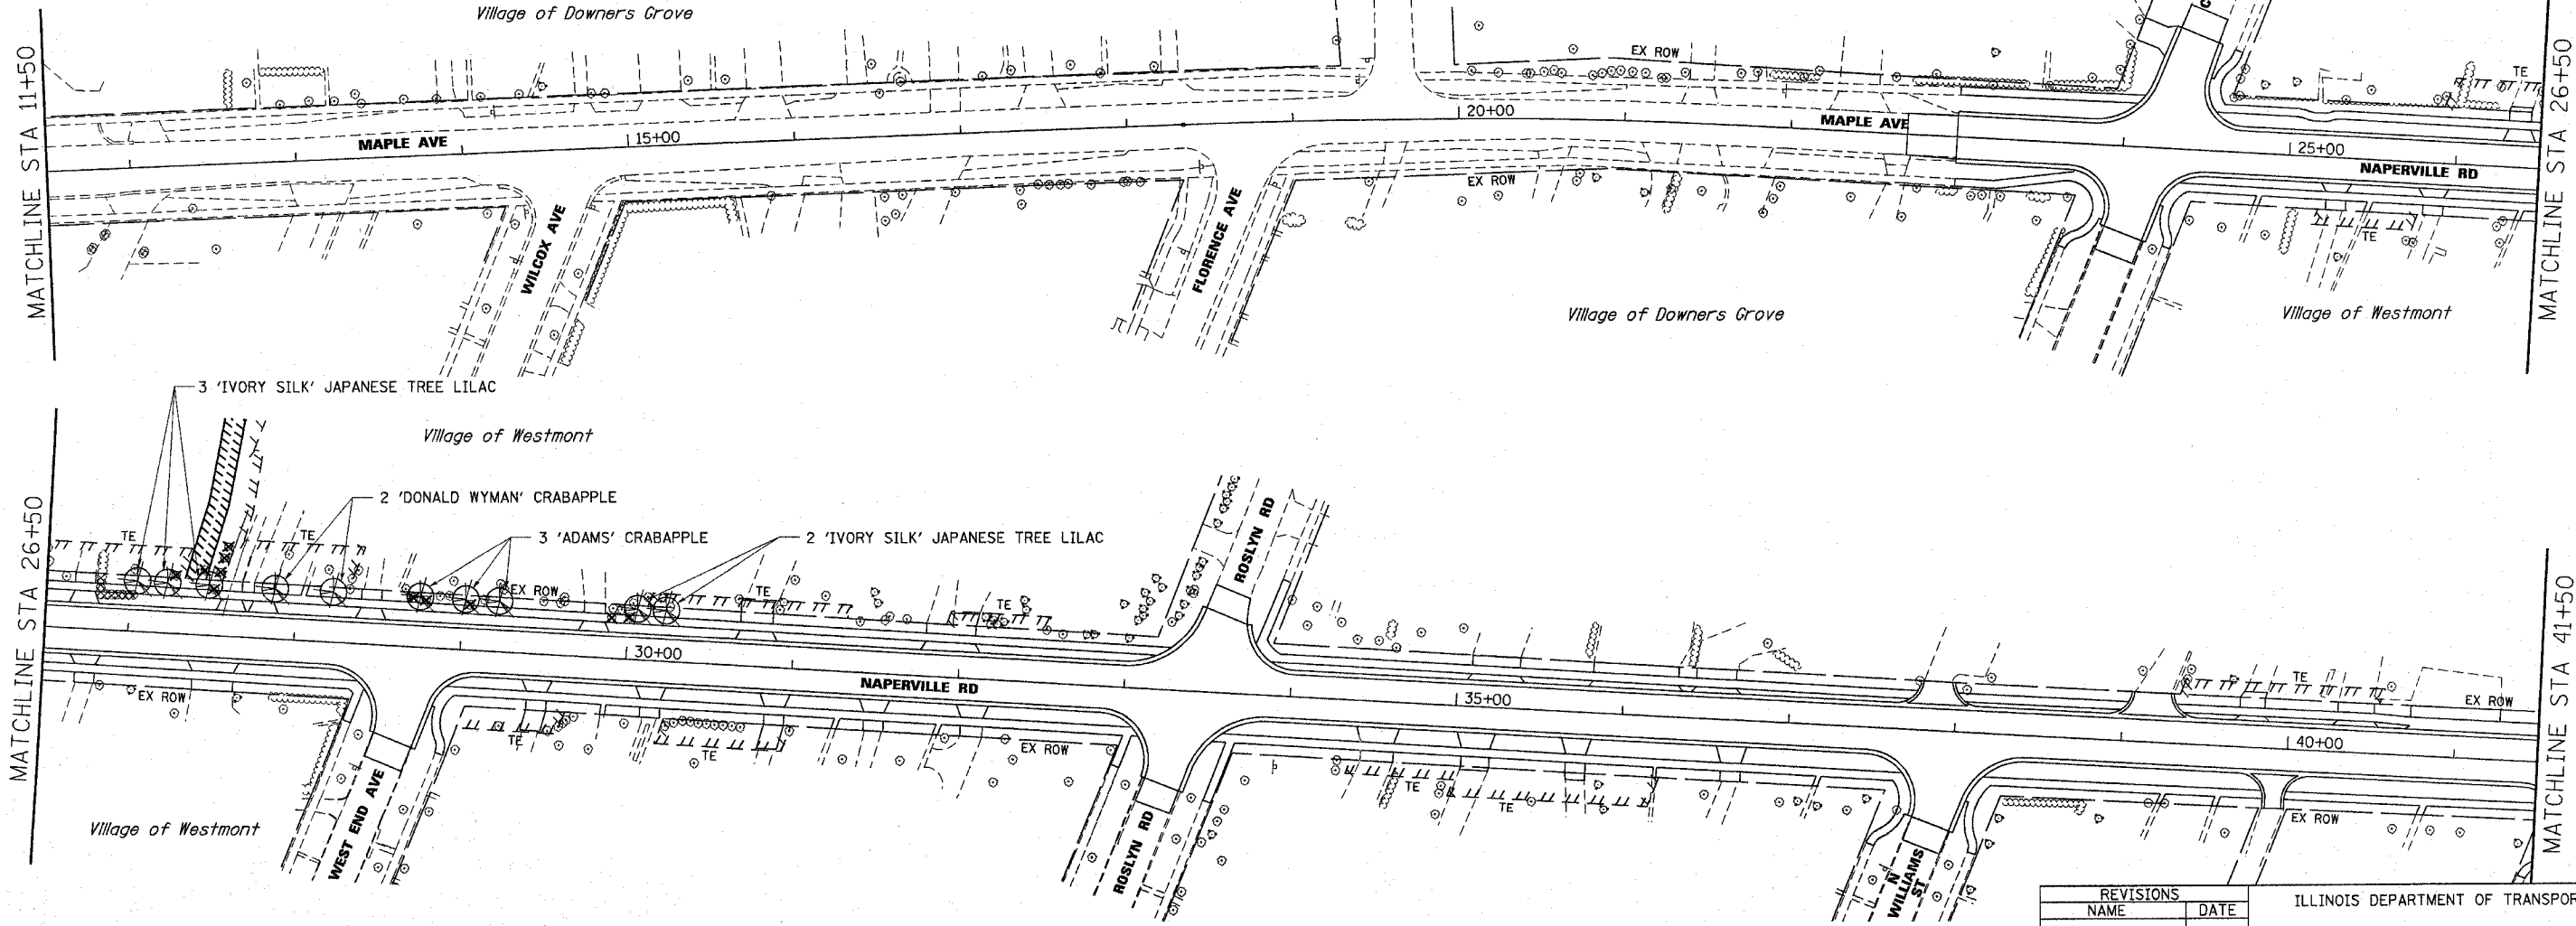 Village of Downers Grove
MATCHLINE STA 11+50
MAPLE AVE
15+00
WILCOX AVE
FLORENCE AVE
EX ROW
20+00
EX ROW
MAPLE AVE
Village of Downers Grove
TE
25+00
NAPERVILLE RD
TE
Village of Westmont
MATCHLINE STA 26+50
3 'IVORY SILK' JAPANESE TREE LILAC
Village of Westmont
2 'DONALD WYMAN' CRABAPPLE
3 'ADAMS' CRABAPPLE
2 'IVORY SILK' JAPANESE TREE LILAC
MATCHLINE STA 26+50
TE
TE
EX ROW
TE
TE
ROSLYN RD
30+00
NAPERVILLE RD
EX ROW
TE
TE
EX ROW
WEST END AVE
Village of Westmont
ROSLYN RD
35+00
TE
TE
N WILLIAMS
ST
TE
EX ROW
40+00
EX ROW
MATCHLINE STA 41+50
REVISIONS
NAME DATE
ILLINOIS DEPARTMENT OF TRANSPOR